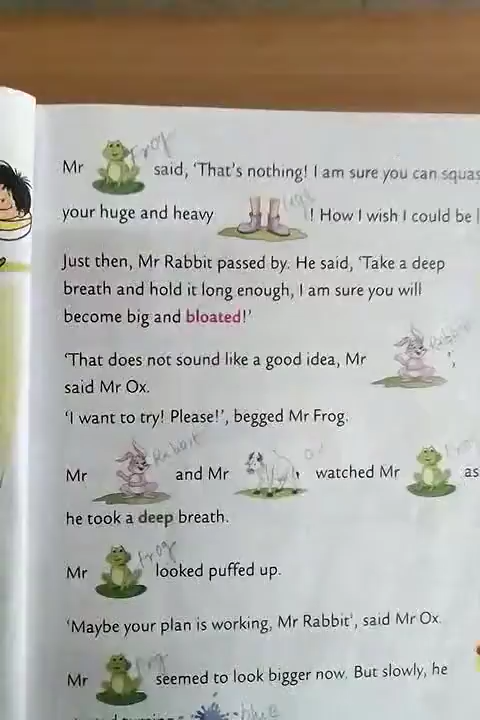 Mr Frog said, 'That's nothing! I am sure you can squas
your huge and heavy ! How I wish I could be
Just then, Mr Rabbit passed by. He said, 'Take a deep
breath and hold it long enough, I am sure you will
become big and bloated!'
'That does not sound like a good idea, Mr Rabbit ',
said Mr Ox.
'I want to try! Please!', begged Mr Frog.
Mr Rabbit and Mr Ox watched Mr Frog as
he took a deep breath.
Mr Frog looked puffed up.
'Maybe your plan is working, Mr Rabbit', said Mr Ox.
Mr Frog seemed to look bigger now. But slowly, he
turning blue